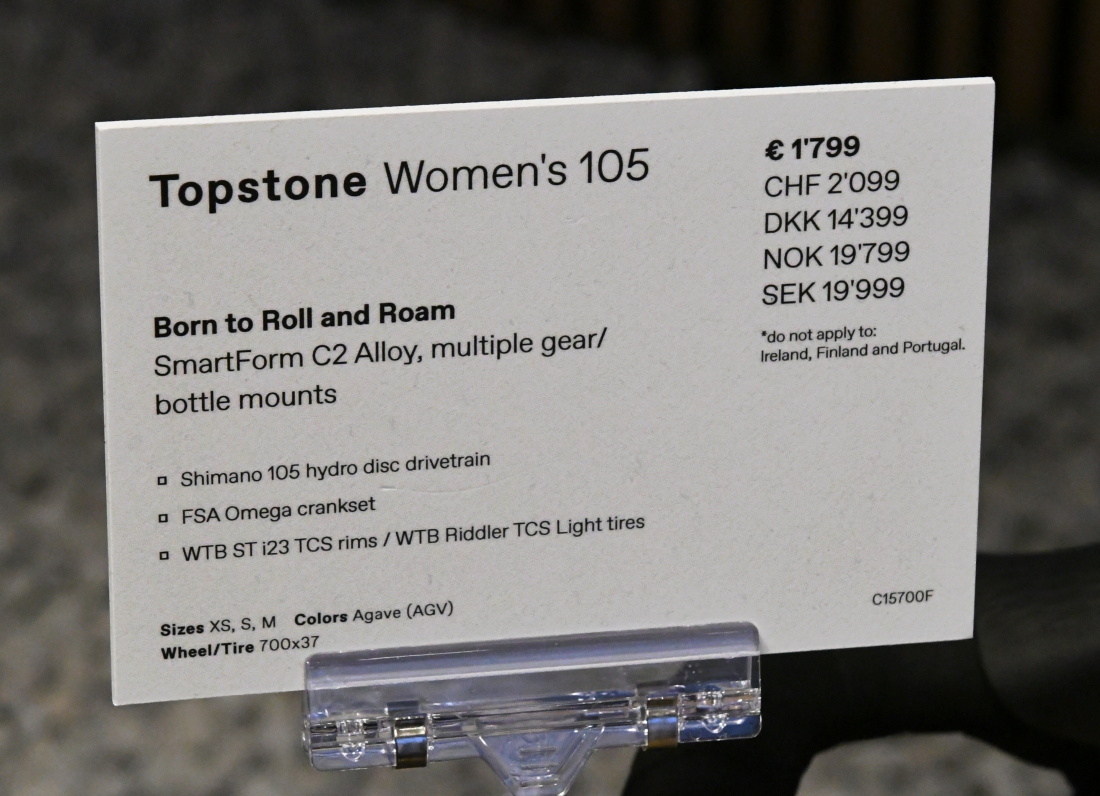 Topstone Women's 105
€ 1'799
CHF 2'099
DKK 14'399
NOK 19'799
SEK 19'999
*do not apply to:
Ireland, Finland and Portugal.
Born to Roll and Roam
SmartForm C2 Alloy, multiple gear/
bottle mounts
Shimano 105 hydro disc drivetrain
FSA Omega crankset
WTB ST i23 TCS rims / WTB Riddler TCS Light tires
Sizes XS, S, M Colors Agave (AGV)
Wheel/Tire 700x37
C15700F